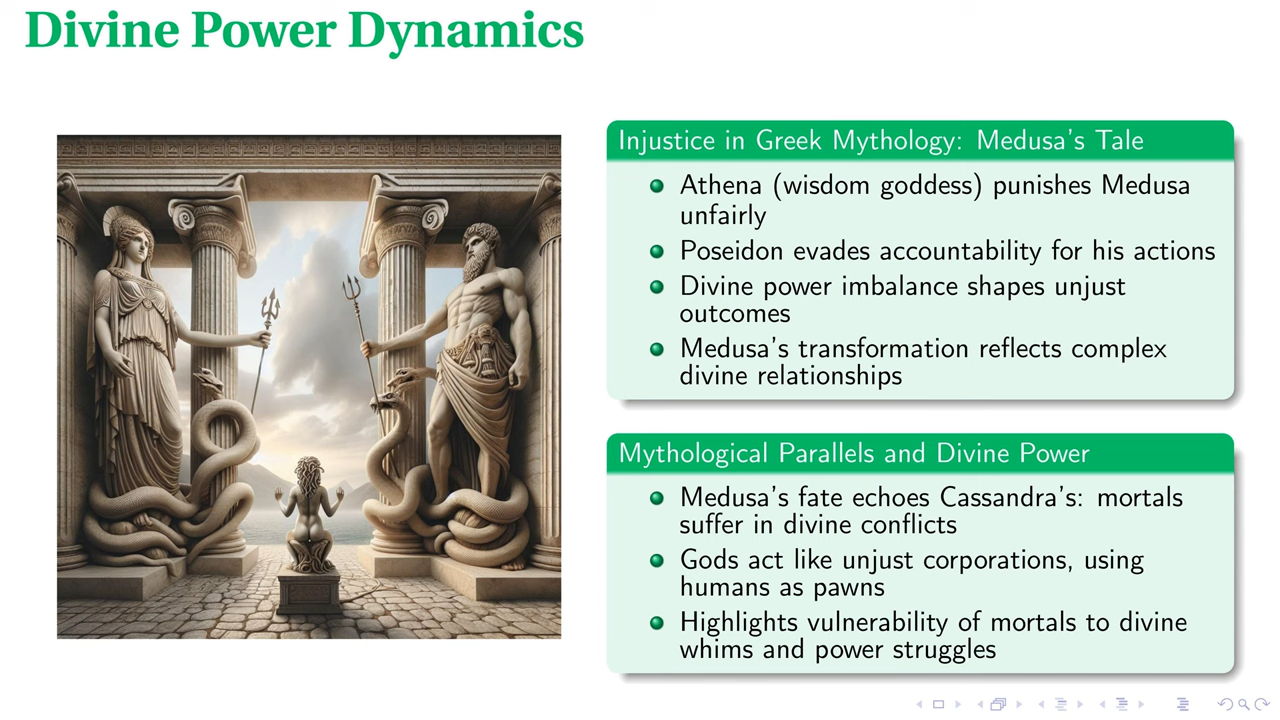 Divine Power Dynamics
Injustice in Greek Mythology: Medusa's Tale
Athena (wisdom goddess) punishes Medusa
unfairly
Poseidon evades accountability for his actions
Divine power imbalance shapes unjust
outcomes
Medusa's transformation reflects complex
divine relationships
Mythological Parallels and Divine Power
Medusa's fate echoes Cassandra's: mortals
suffer in divine conflicts
Gods act like unjust corporations, using
humans as pawns
Highlights vulnerability of mortals to divine
whims and power struggles